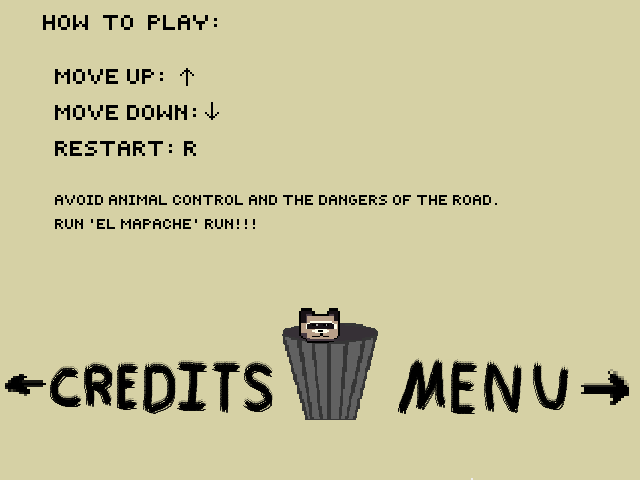 HOW TO PLAY:
MOVE UP: ↑
MOVE DOWN: ↓
RESTART: R
AVOID ANIMAL CONTROL AND THE DANGERS OF THE ROAD.
RUN 'EL MAPACHE' RUN!!!
← CREDITS MENU →